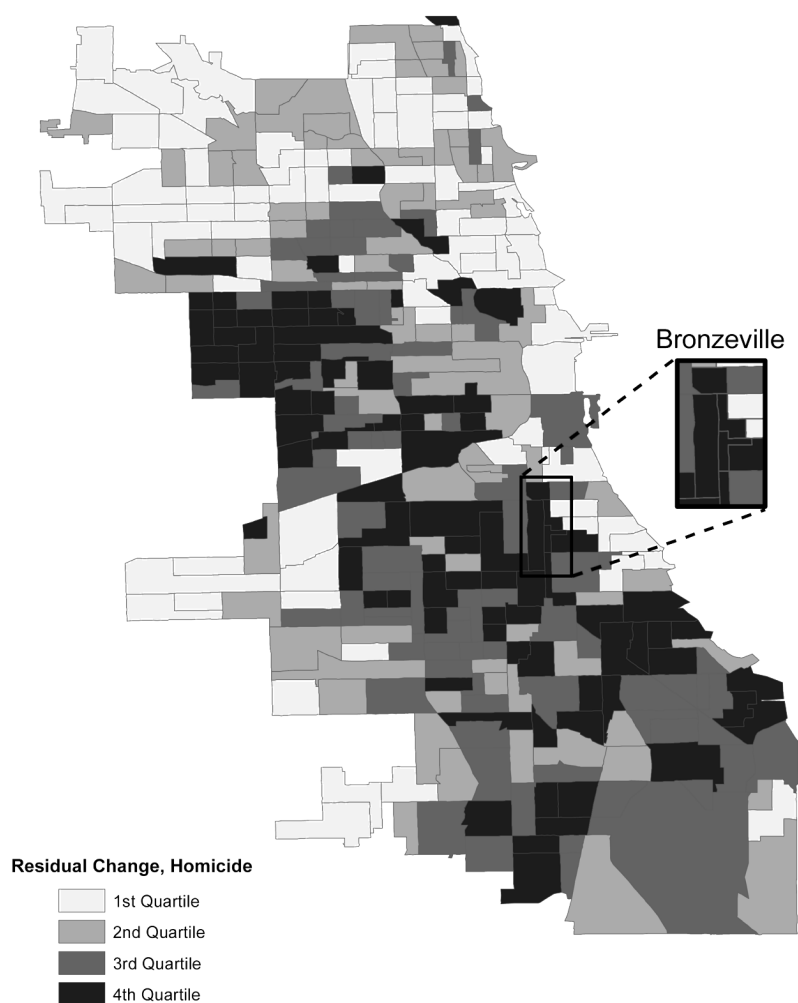 Bronzeville
Residual Change, Homicide
1st Quartile
2nd Quartile
3rd Quartile
4th Quartile